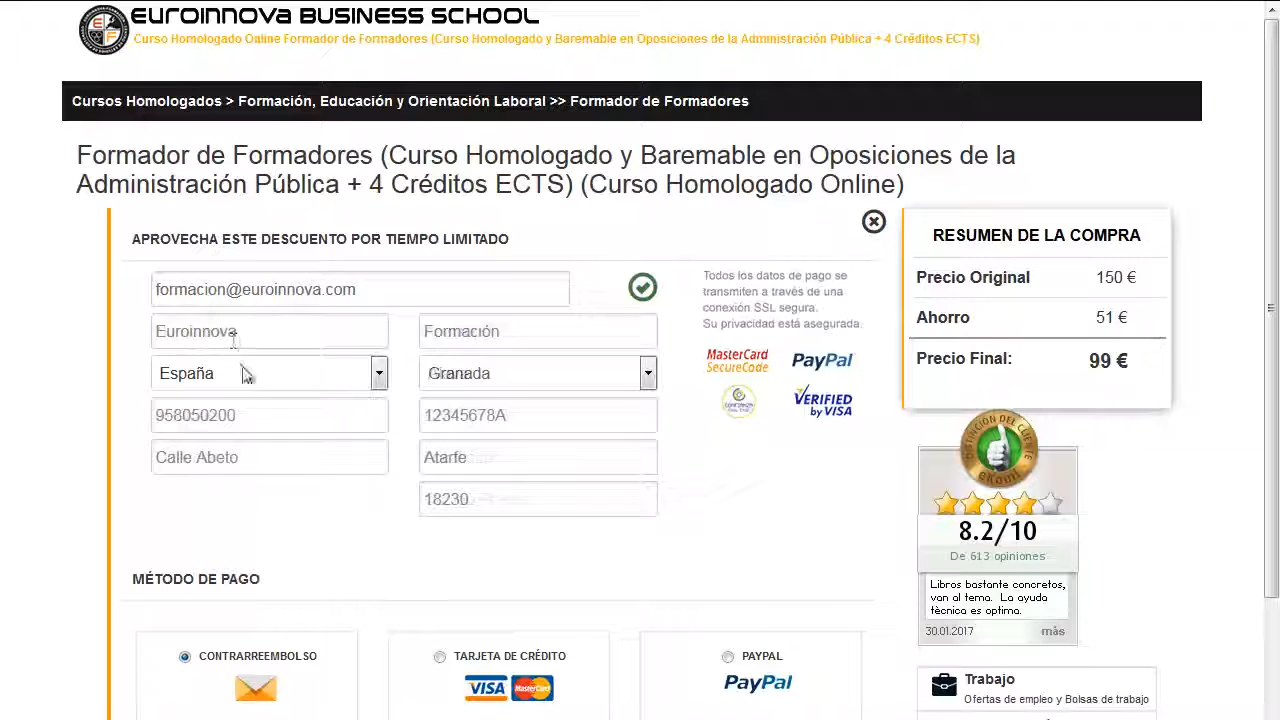 EUROINNOVA BUSINESS SCHOOL
Curso Homologado Online Formador de Formadores (Curso Homologado y Baremable en Oposiciones de la Administración Pública + 4 Créditos ECTS)
Cursos Homologados > Formación, Educación y Orientación Laboral >> Formador de Formadores
Formador de Formadores (Curso Homologado y Baremable en Oposiciones de la
Administración Pública + 4 Créditos ECTS) (Curso Homologado Online)
APROVECHA ESTE DESCUENTO POR TIEMPO LIMITADO
formacion@euroinnova.com
Euroinnova
Formación
España
Granada
958050200
12345678A
Calle Abeto
Atarfe
18230
Todos los datos de pago se
transmiten a través de una
conexión SSL segura.
Su privacidad está asegurada.
MasterCard
SecureCode
PayPal
VERIFIED
by VISA
RESUMEN DE LA COMPRA
Precio Original 150 €
Ahorro 51 €
Precio Final: 99 €
DISTINCIÓN DEL CLIENTE
eKomi
8.2/10
De 613 opiniones
Libros bastante concretos,
van al tema. La ayuda
tècnica es optima.
30.01.2017 más
MÉTODO DE PAGO
CONTRARREEMBOLSO
TARJETA DE CRÉDITO
VISA MasterCard
PAYPAL
PayPal
Trabajo
Ofertas de empleo y Bolsas de trabajo